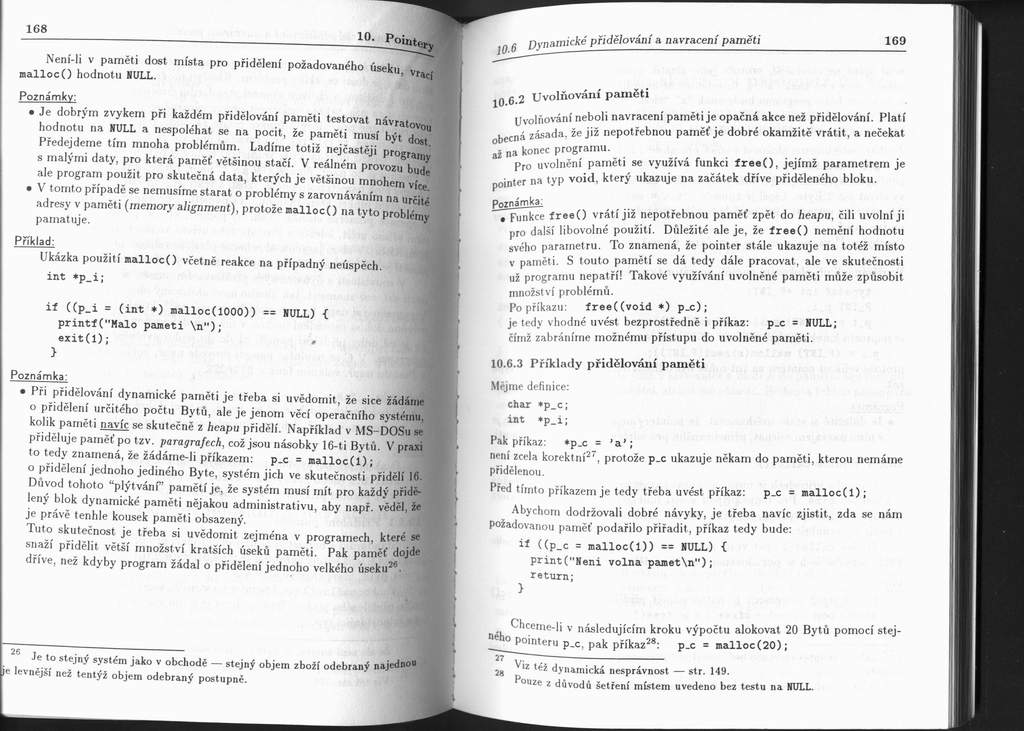 168
10. Pointery
Není-li v paměti dost místa pro přidělení požadovaného úseku, vrací
malloc() hodnotu NULL.
Poznámky:
• Je dobrým zvykem při každém přidělování paměti testovat návratovou
hodnotu na NULL a nespoléhat se na pocit, že paměti musí být dost.
Předejdeme tím mnoha problémům. Ladíme totiž nejčastěji programy
s malými daty, pro která paměť většinou stačí. V reálném provozu bude
ale program použit pro skutečná data, kterých je většinou mnohem více.
• V tomto případě se nemusíme starat o problémy s zarovnáváním na určité
adresy v paměti (memory alignment), protože malloc() na tyto problémy
pamatuje.
Příklad:
Ukázka použití malloc() včetně reakce na případný neúspěch.
int *p_i;
if ((p_i = (int *) malloc(1000)) == NULL) {
printf("Malo pameti \n");
exit(1);
}
Poznámka:
• Při přidělování dynamické paměti je třeba si uvědomit, že sice žádáme
o přidělení určitého počtu Bytů, ale je jenom věcí operačního systému,
kolik paměti navíc se skutečně z heapu přidělí. Například v MS-DOSu se
přiděluje paměť po tzv. paragrafech, což jsou násobky 16-ti Bytů. V praxi
to tedy znamená, že žádáme-li příkazem: p_c = malloc(1);
o přidělení jednoho jediného Byte, systém jich ve skutečnosti přidělí 16.
Důvod tohoto "plýtvání" pamětí je, že systém musí mít pro každý přidě-
lený blok dynamické paměti nějakou administrativu, aby např. věděl, že
je právě tenhle kousek paměti obsazený.
Tuto skutečnost je třeba si uvědomit zejména v programech, které se
snaží přidělit větší množství kratších úseků paměti. Pak paměť dojde
dříve, než kdyby program žádal o přidělení jednoho velkého úseku26.
26 Je to stejný systém jako v obchodě — stejný objem zboží odebraný najednou
je levnější než tentýž objem odebraný postupně.
10.6 Dynamické přidělování a navracení paměti
169
10.6.2 Uvolňování paměti
Uvolňování neboli navracení paměti je opačná akce než přidělování. Platí
obecná zásada, že již nepotřebnou paměť je dobré okamžitě vrátit, a nečekat
až na konec programu.
Pro uvolnění paměti se využívá funkci free(), jejímž parametrem je
pointer na typ void, který ukazuje na začátek dříve přiděleného bloku.
Poznámka:
• Funkce free() vrátí již nepotřebnou paměť zpět do heapu, čili uvolní ji
pro další libovolné použití. Důležité ale je, že free() nemění hodnotu
svého parametru. To znamená, že pointer stále ukazuje na totéž místo
v paměti. S touto pamětí se dá tedy dále pracovat, ale ve skutečnosti
už programu nepatří! Takové využívání uvolněné paměti může způsobit
množství problémů.
Po příkazu: free((void *) p_c);
je tedy vhodné uvést bezprostředně i příkaz: p_c = NULL;
čímž zabráníme možnému přístupu do uvolněné paměti.
10.6.3 Příklady přidělování paměti
Mějme definice:
char *p_c;
int *p_i;
Pak příkaz: *p_c = 'a';
není zcela korektní27, protože p_c ukazuje někam do paměti, kterou nemáme
přidělenou.
Před tímto příkazem je tedy třeba uvést příkaz: p_c = malloc(1);
Abychom dodržovali dobré návyky, je třeba navíc zjistit, zda se nám
požadovanou paměť podařilo přiřadit, příkaz tedy bude:
if ((p_c = malloc(1)) == NULL) {
print("Neni volna pamet\n");
return;
}
Chceme-li v následujícím kroku výpočtu alokovat 20 Bytů pomocí stej-
ného pointeru p_c, pak příkaz28: p_c = malloc(20);
27 Viz též dynamická nesprávnost — str. 149.
28 Pouze z důvodů šetření místem uvedeno bez testu na NULL.